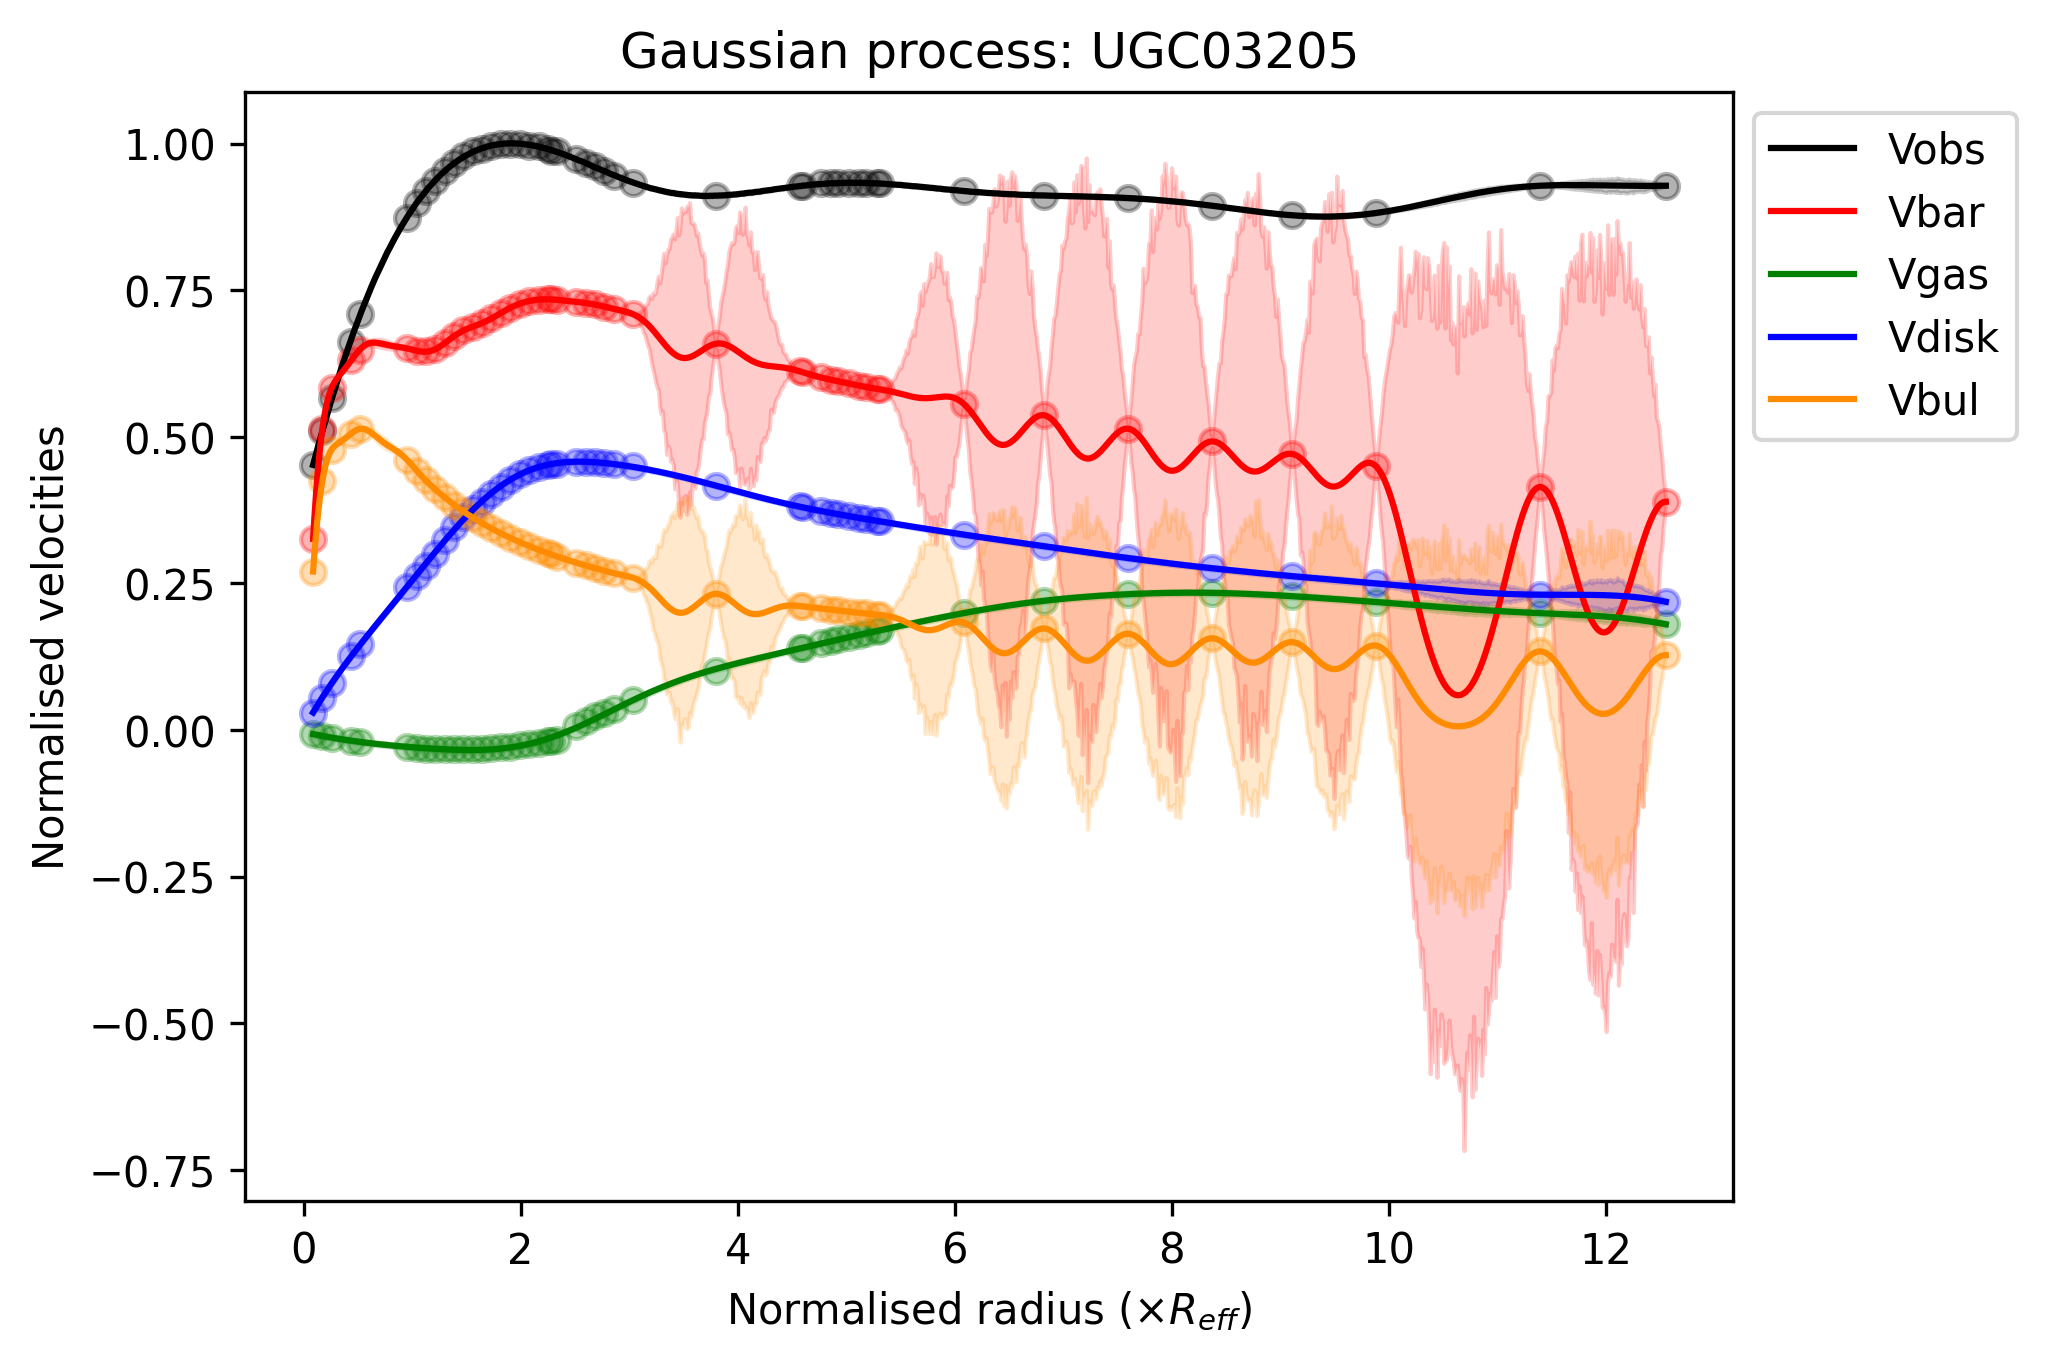 Gaussian process: UGC03205
Normalised velocities
1.00
0.75
0.50
0.25
0.00
−0.25
−0.50
−0.75
0 2 4 6 8 10 12
Normalised radius (×R_eff)
Vobs
Vbar
Vgas
Vdisk
Vbul